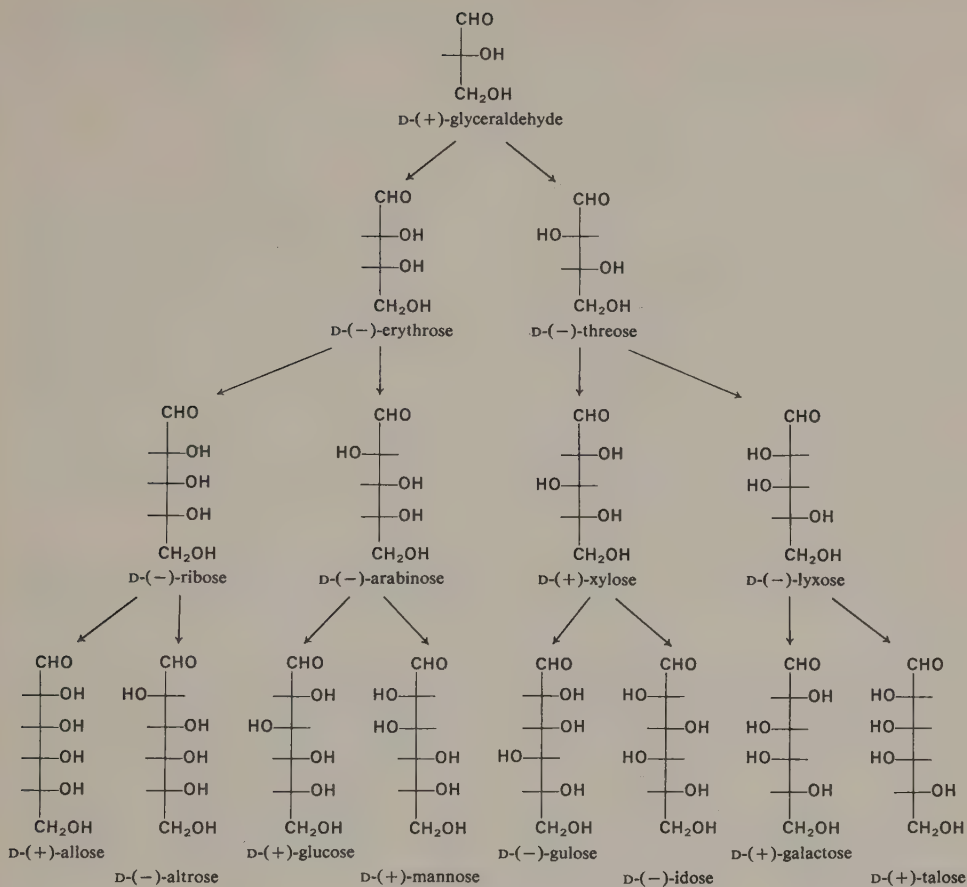 CHO
OH
CH₂OH
D-(+)-glyceraldehyde
CHO
OH
OH
CH₂OH
D-(−)-erythrose
CHO
HO
OH
CH₂OH
D-(−)-threose
CHO
OH
OH
OH
CH₂OH
D-(−)-ribose
CHO
HO
OH
OH
CH₂OH
D-(−)-arabinose
CHO
OH
HO
OH
CH₂OH
D-(+)-xylose
CHO
HO
HO
OH
CH₂OH
D-(−)-lyxose
CHO
OH
OH
OH
OH
CH₂OH
D-(+)-allose
CHO
HO
OH
OH
OH
CH₂OH
D-(−)-altrose
CHO
OH
HO
OH
OH
CH₂OH
D-(+)-glucose
CHO
HO
HO
OH
OH
CH₂OH
D-(+)-mannose
CHO
OH
OH
HO
OH
CH₂OH
D-(−)-gulose
CHO
HO
OH
HO
OH
CH₂OH
D-(−)-idose
CHO
OH
HO
HO
OH
CH₂OH
D-(+)-galactose
CHO
HO
HO
HO
OH
CH₂OH
D-(+)-talose